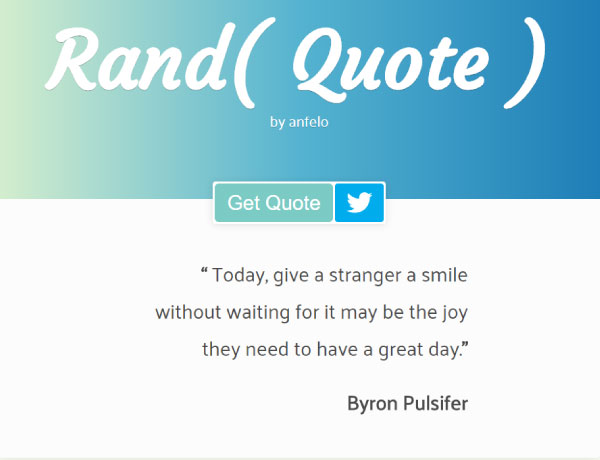 Rand( Quote )
by anfelo
Get Quote
“ Today, give a stranger a smile
without waiting for it may be the joy
they need to have a great day.”
Byron Pulsifer